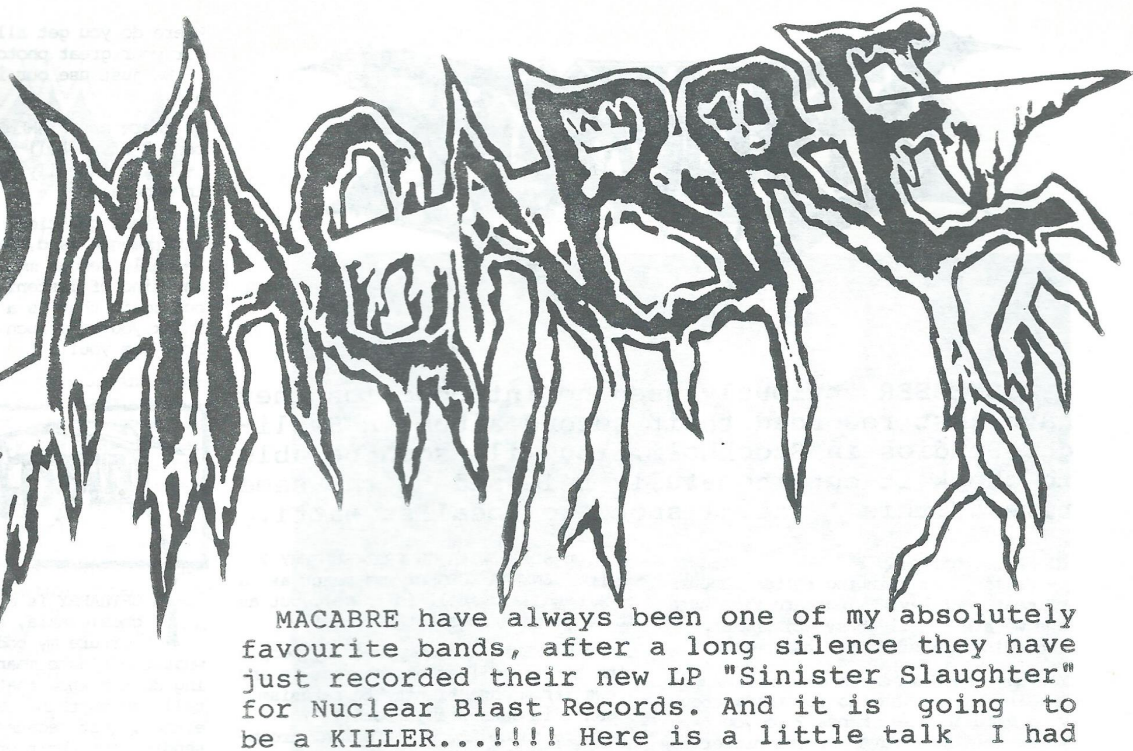 MACABRE
MACABRE have always been one of my absolutely
favourite bands, after a long silence they have
just recorded their new LP "Sinister Slaughter"
for Nuclear Blast Records. And it is going to
be a KILLER...!!!! Here is a little talk I had